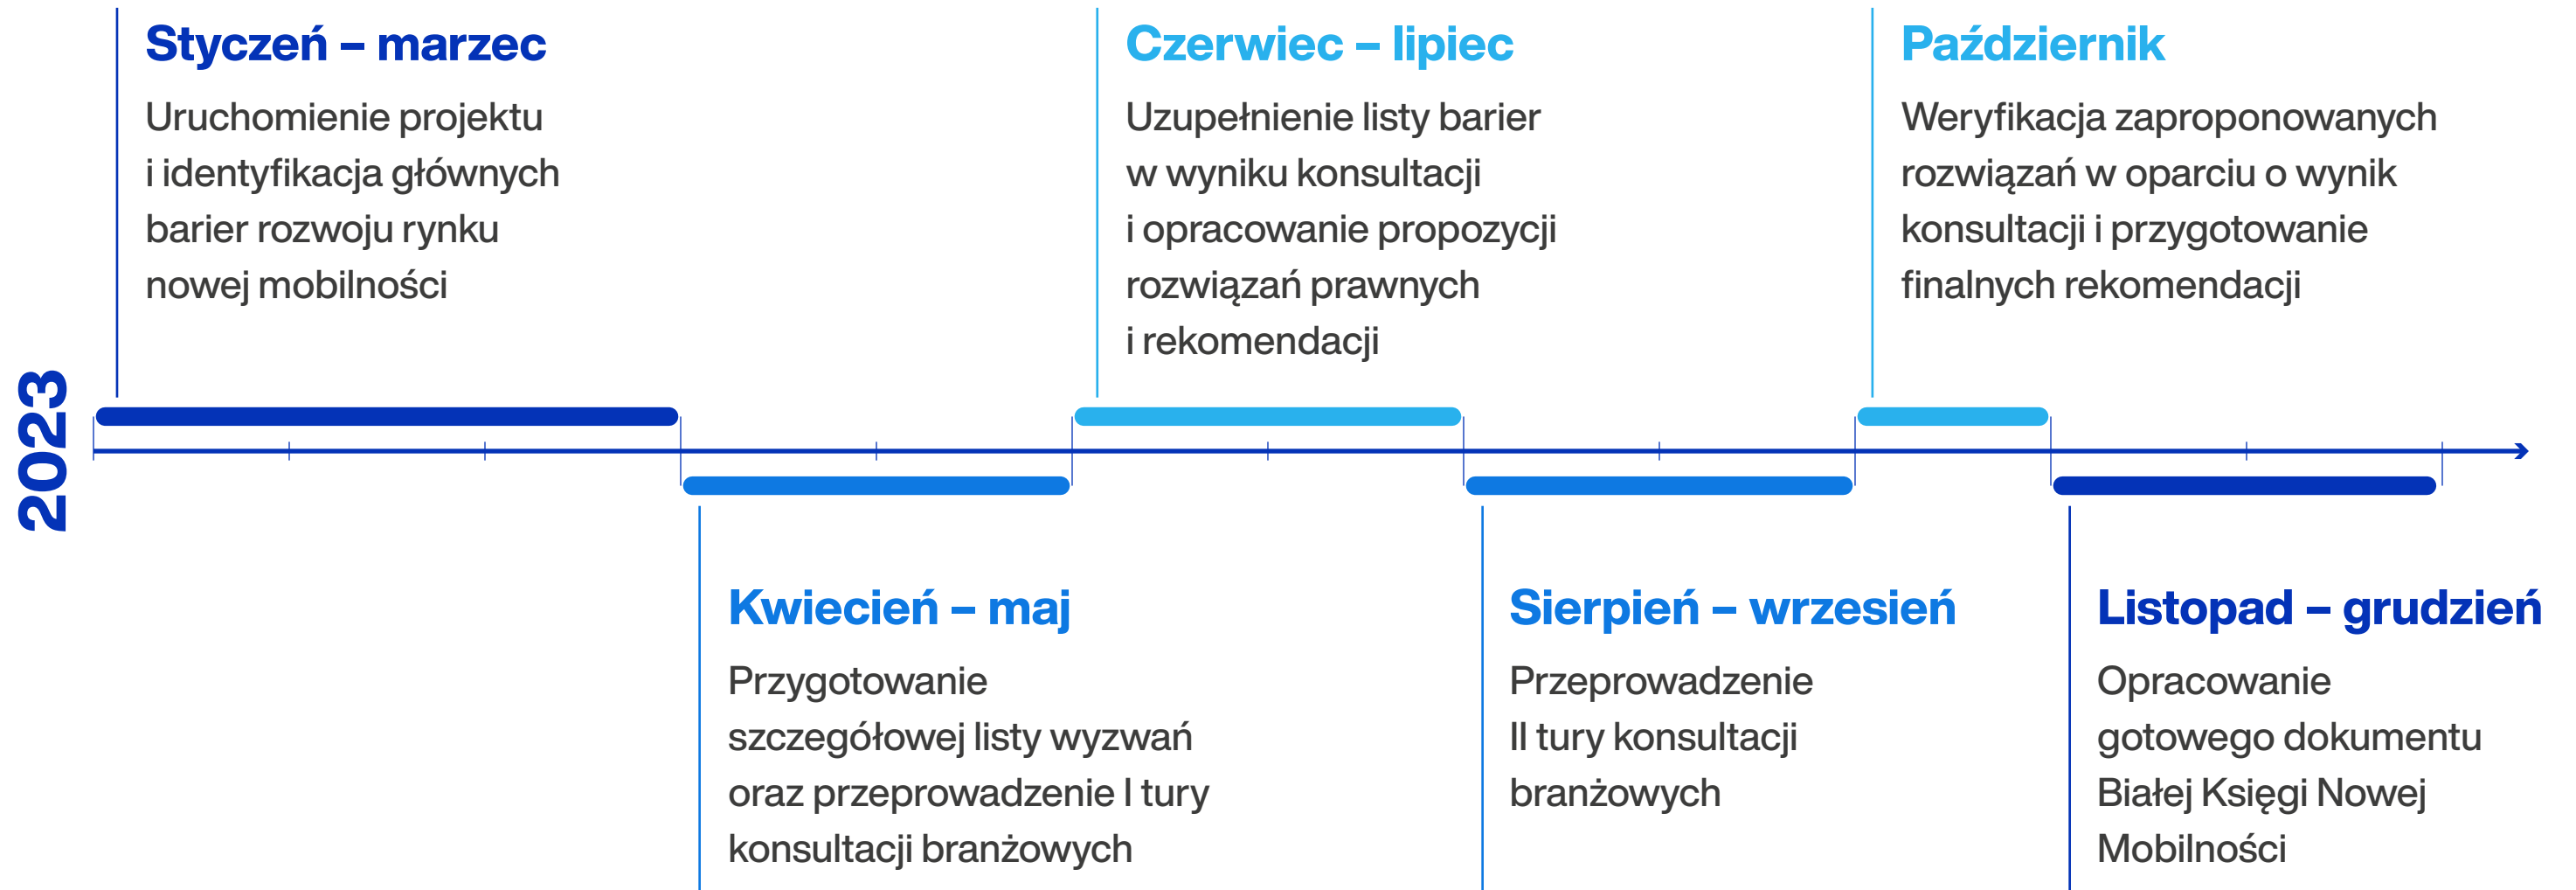 2023
Styczeń – marzec
Uruchomienie projektu
i identyfikacja głównych
barier rozwoju rynku
nowej mobilności
Kwiecień – maj
Przygotowanie
szczegółowej listy wyzwań
oraz przeprowadzenie I tury
konsultacji branżowych
Czerwiec – lipiec
Uzupełnienie listy barier
w wyniku konsultacji
i opracowanie propozycji
rozwiązań prawnych
i rekomendacji
Sierpień – wrzesień
Przeprowadzenie
II tury konsultacji
branżowych
Październik
Weryfikacja zaproponowanych
rozwiązań w oparciu o wynik
konsultacji i przygotowanie
finalnych rekomendacji
Listopad – grudzień
Opracowanie
gotowego dokumentu
Białej Księgi Nowej
Mobilności